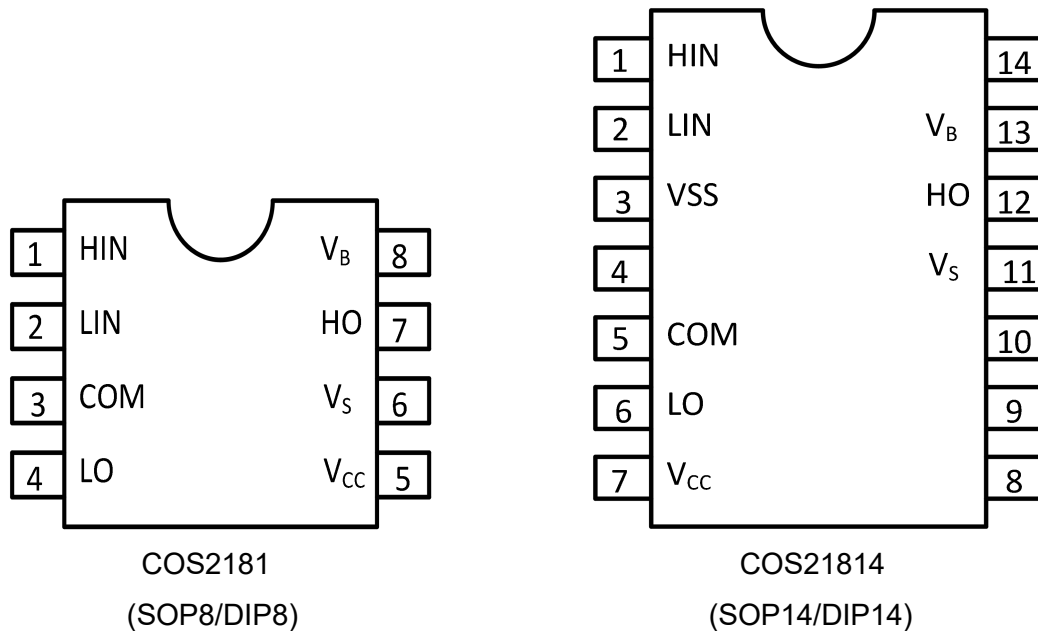 1 HIN V_B 8
2 LIN HO 7
3 COM V_S 6
4 LO V_CC 5
COS2181
(SOP8/DIP8)
1 HIN 14
2 LIN V_B 13
3 VSS HO 12
4 V_S 11
5 COM 10
6 LO 9
7 V_CC 8
COS21814
(SOP14/DIP14)